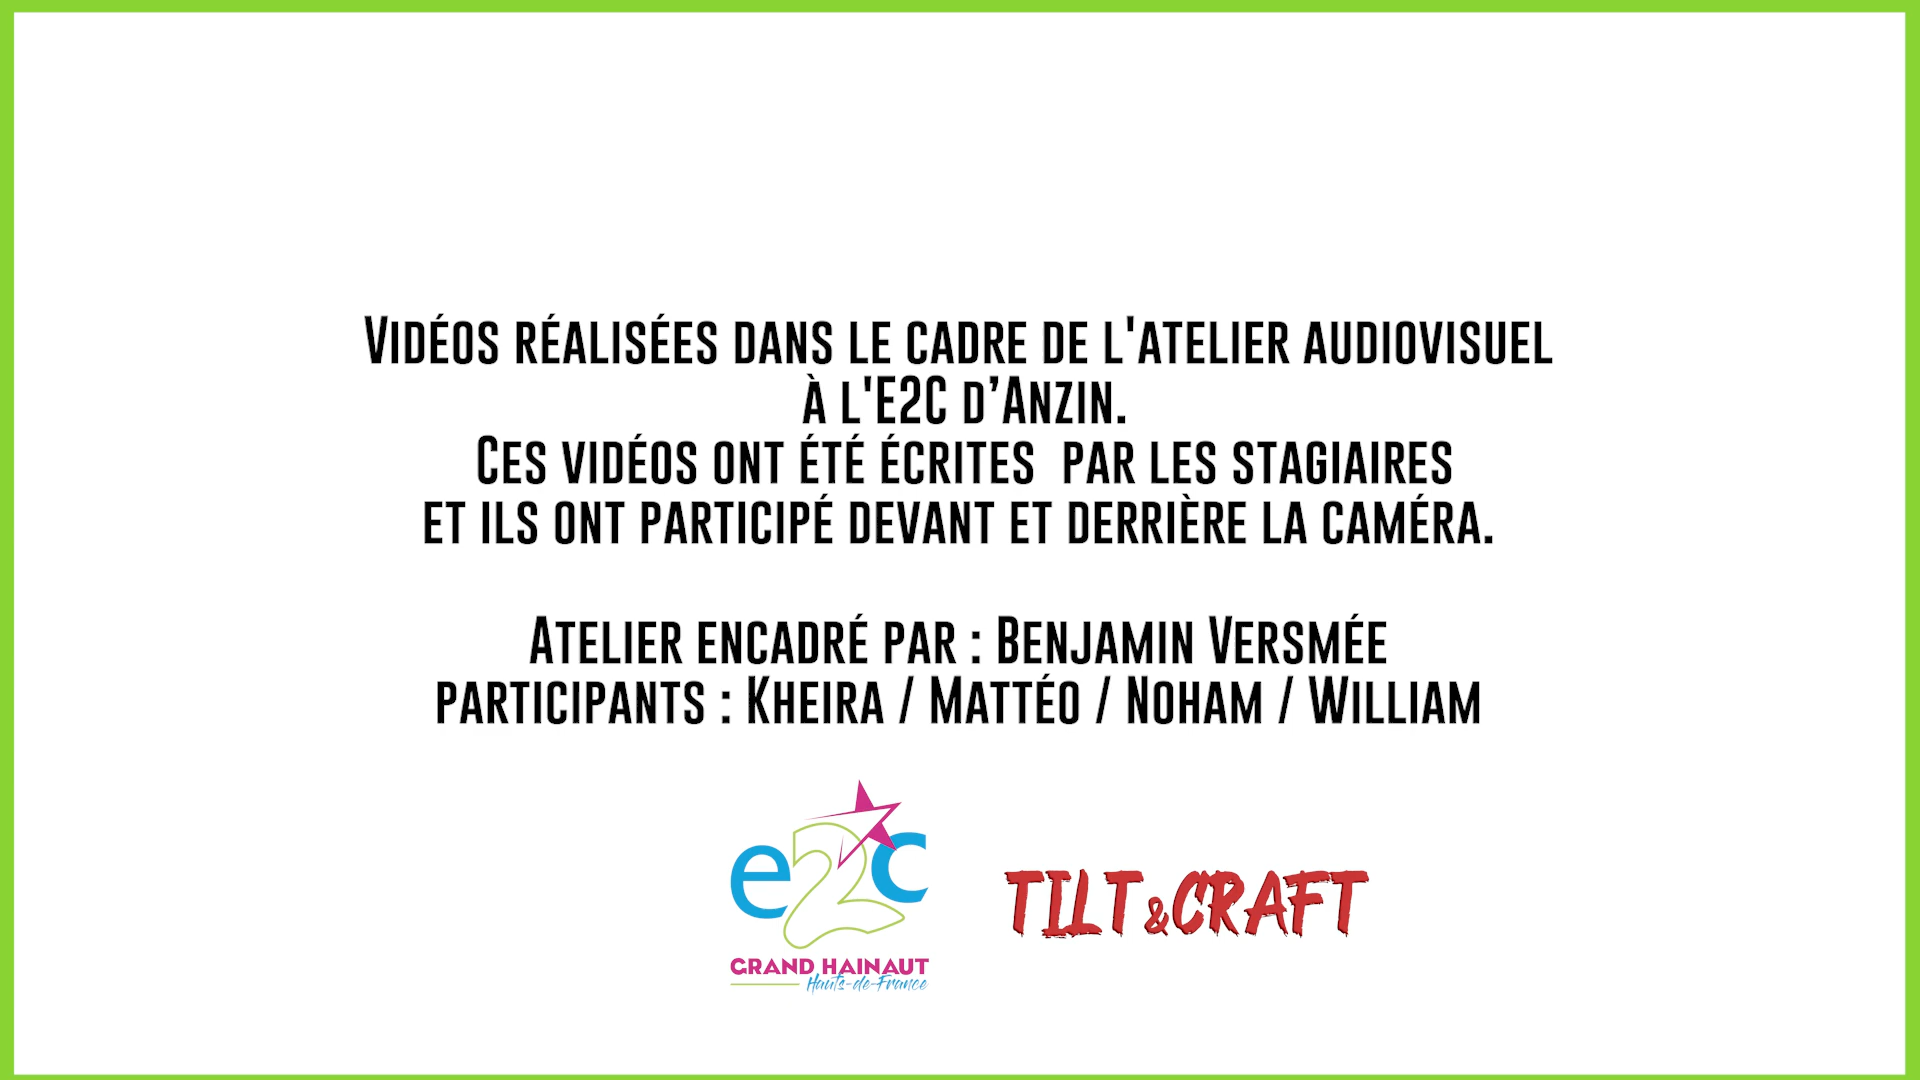 Vidéos réalisées dans le cadre de l'atelier audiovisuel
à l'E2C d’Anzin.
Ces vidéos ont été écrites  par les stagiaires
et ils ont participé devant et derrière la caméra.
Atelier encadré par : Benjamin Versmée
participants : Kheira / Mattéo / Noham / William
e2c
GRAND HAINAUT
Hauts-de-France
TILT & CRAFT